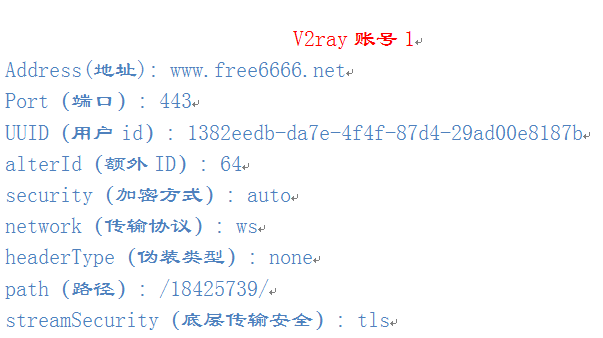 V2ray 账号 1
Address(地址): www.free6666.net
Port (端口) : 443
UUID (用户 id) : 1382eedb-da7e-4f4f-87d4-29ad00e8187b
alterId (额外 ID) : 64
security (加密方式) : auto
network (传输协议) : ws
headerType (伪装类型) : none
path (路径) : /18425739/
streamSecurity (底层传输安全) : tls